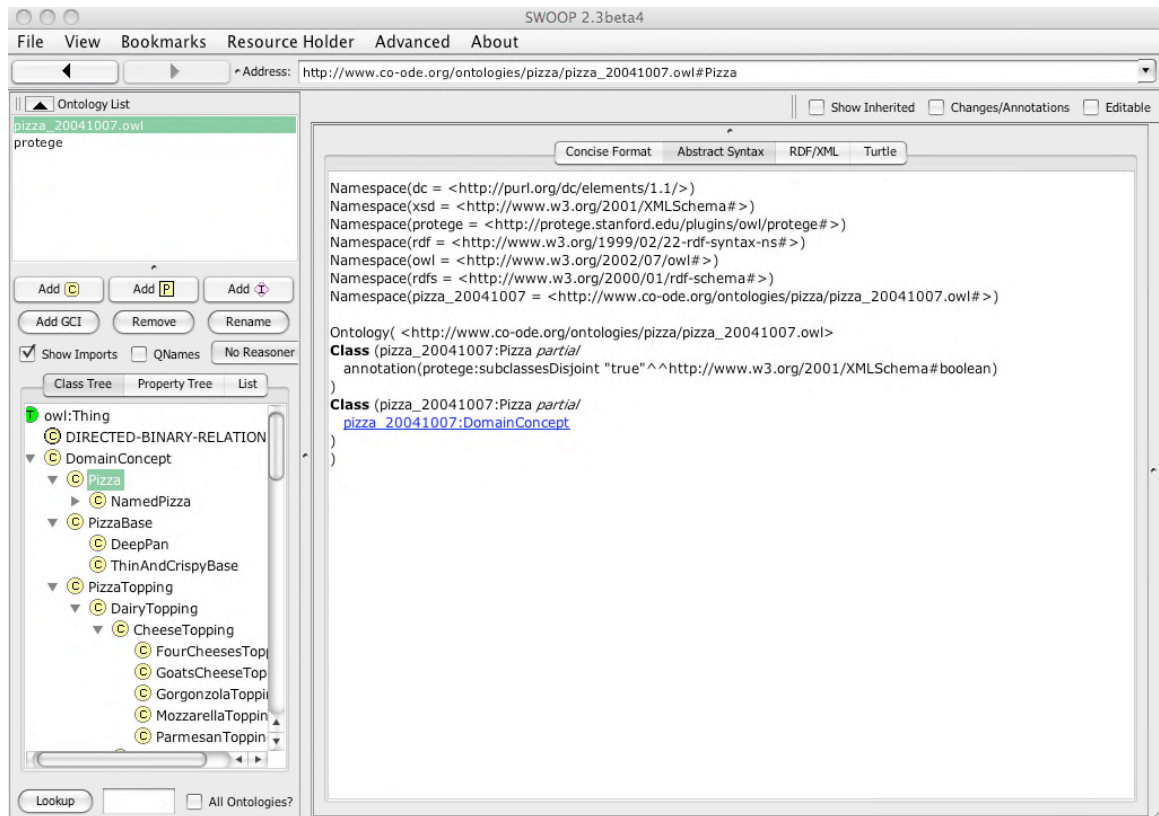 SWOOP 2.3beta4
File View Bookmarks Resource Holder Advanced About
Address: http://www.co-ode.org/ontologies/pizza/pizza_20041007.owl#Pizza
Ontology List
pizza_20041007.owl
protege
Add C Add P Add I
Add GCI Remove Rename
Show Imports QNames No Reasoner
Class Tree Property Tree List
T owl:Thing
C DIRECTED-BINARY-RELATION
C DomainConcept
C Pizza
C NamedPizza
C PizzaBase
C DeepPan
C ThinAndCrispyBase
C PizzaTopping
C DairyTopping
C CheeseTopping
C FourCheesesTop
C GoatsCheeseTop
C GorgonzolaToppi
C MozzarellaToppin
C ParmesanToppin
Lookup All Ontologies?
Show Inherited Changes/Annotations Editable
Concise Format Abstract Syntax RDF/XML Turtle
Namespace(dc = <http://purl.org/dc/elements/1.1/>)
Namespace(xsd = <http://www.w3.org/2001/XMLSchema#>)
Namespace(protege = <http://protege.stanford.edu/plugins/owl/protege#>)
Namespace(rdf = <http://www.w3.org/1999/02/22-rdf-syntax-ns#>)
Namespace(owl = <http://www.w3.org/2002/07/owl#>)
Namespace(rdfs = <http://www.w3.org/2000/01/rdf-schema#>)
Namespace(pizza_20041007 = <http://www.co-ode.org/ontologies/pizza/pizza_20041007.owl#>)
Ontology( <http://www.co-ode.org/ontologies/pizza/pizza_20041007.owl>
Class (pizza_20041007:Pizza partial
annotation(protege:subclassesDisjoint "true"^^http://www.w3.org/2001/XMLSchema#boolean)
)
Class (pizza_20041007:Pizza partial
pizza_20041007:DomainConcept
)
)